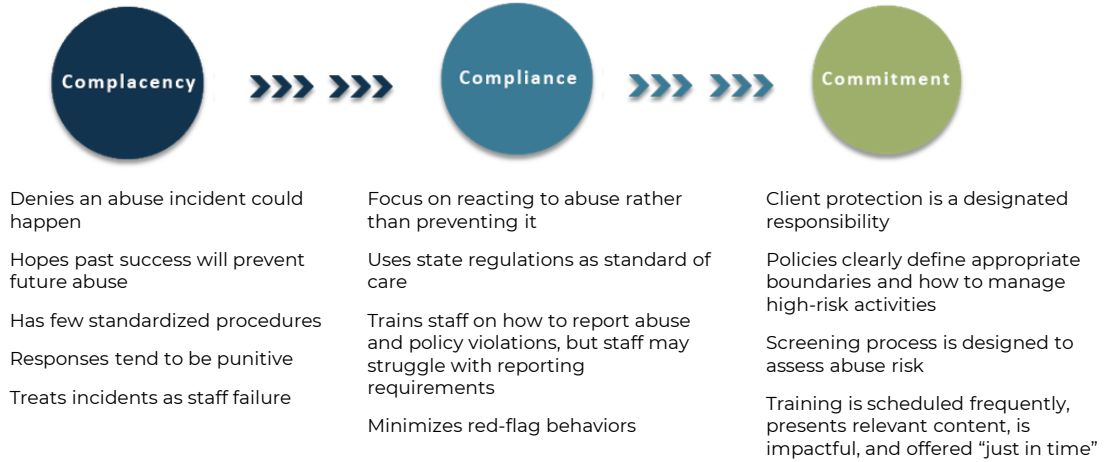 Complacency
Compliance
Commitment
Denies an abuse incident could
happen
Hopes past success will prevent
future abuse
Has few standardized procedures
Responses tend to be punitive
Treats incidents as staff failure
Focus on reacting to abuse rather
than preventing it
Uses state regulations as standard of
care
Trains staff on how to report abuse
and policy violations, but staff may
struggle with reporting
requirements
Minimizes red-flag behaviors
Client protection is a designated
responsibility
Policies clearly define appropriate
boundaries and how to manage
high-risk activities
Screening process is designed to
assess abuse risk
Training is scheduled frequently,
presents relevant content, is
impactful, and offered “just in time”